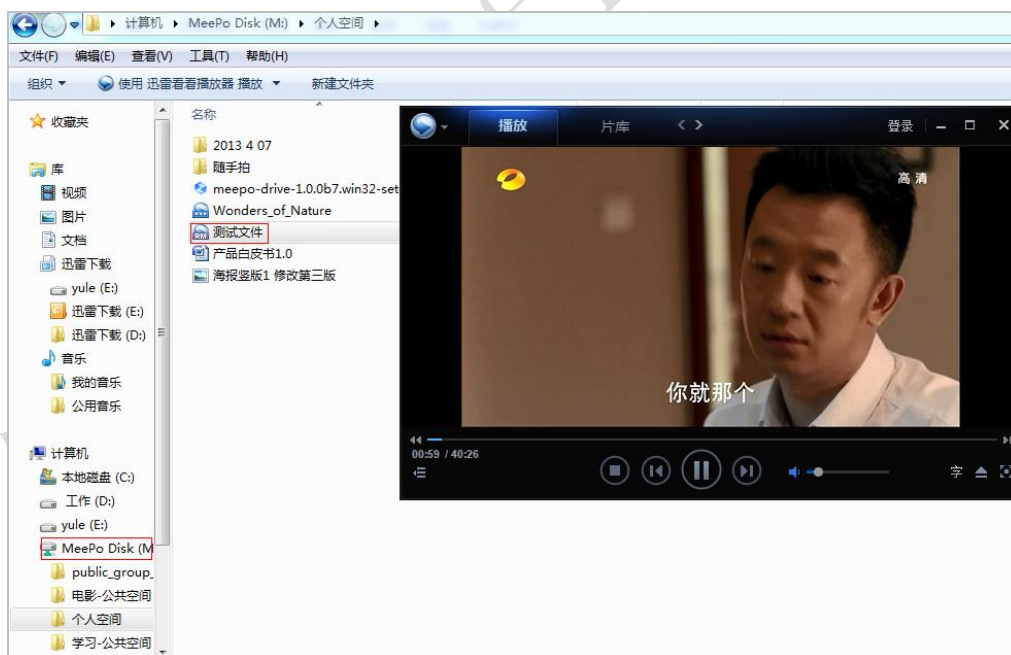 计算机 ▸ MeePo Disk (M:) ▸ 个人空间 ▸
文件(F) 编辑(E) 查看(V) 工具(T) 帮助(H)
组织 使用 迅雷看看播放器 播放 新建文件夹
收藏夹
库
视频
图片
文档
迅雷下载
yule (E:)
迅雷下载 (E:)
迅雷下载 (D:)
音乐
我的音乐
公用音乐
计算机
本地磁盘 (C:)
工作 (D:)
yule (E:)
MeePo Disk (M
public_group_
电影-公共空间
个人空间
学习-公共空间
名称
2013 4 07
随手拍
meepo-drive-1.0.0b7.win32-set
Wonders_of_Nature
测试文件
产品白皮书1.0
海报竖版1 修改第三版
播放 片库 登录
高清
你就那个
00:59 / 40:26
字